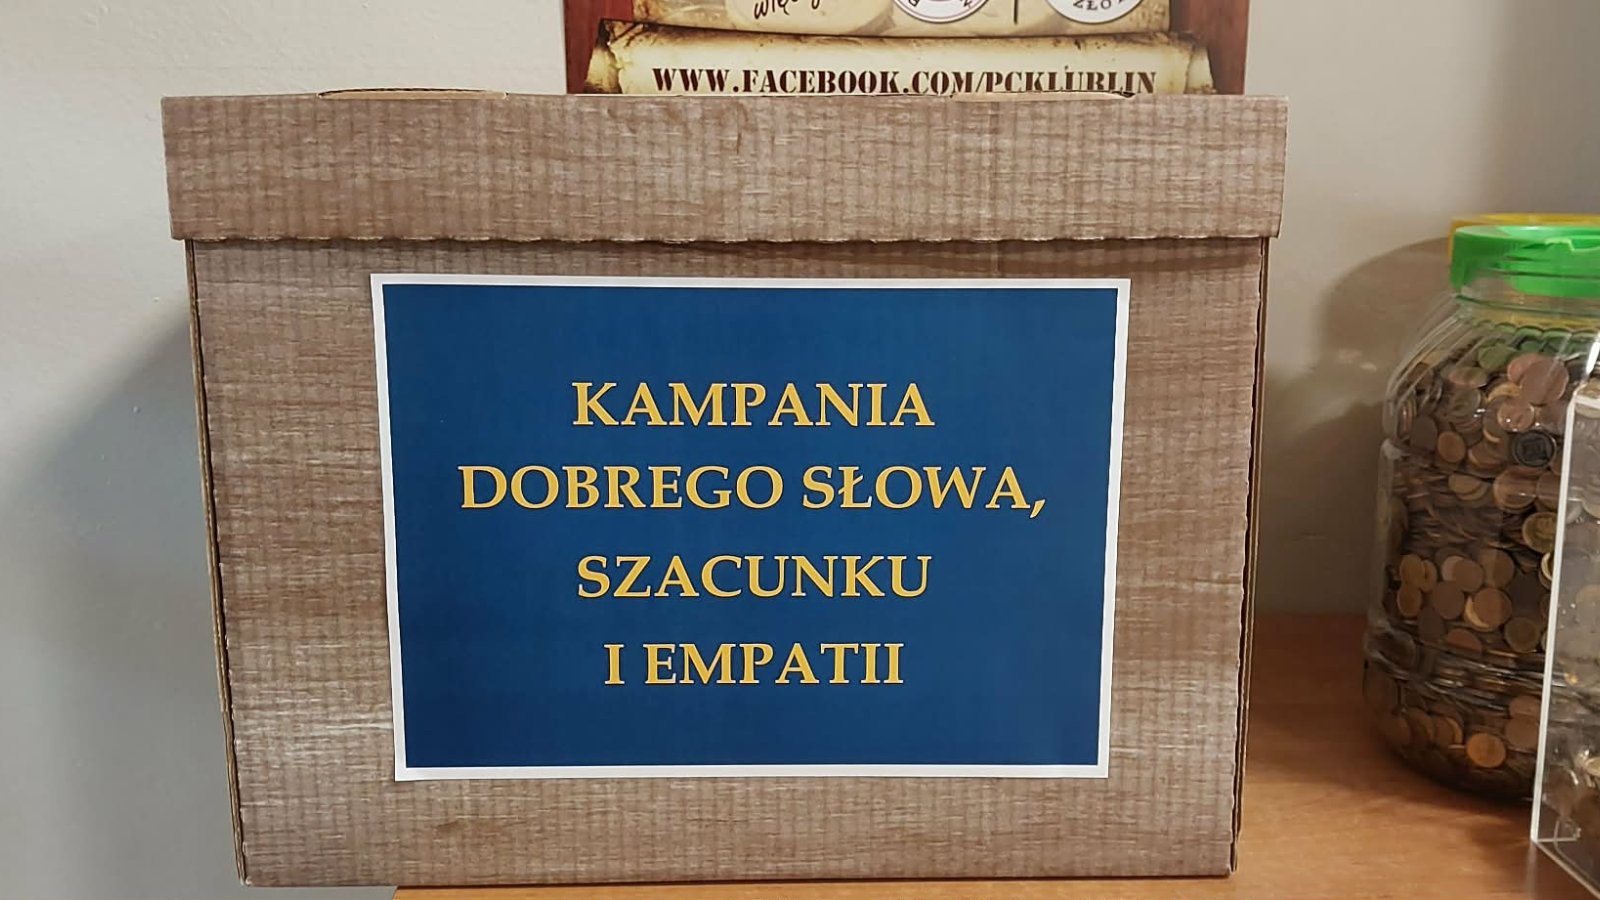 WWW.FACEBOOK.COM/PCKLUBLIN
KAMPANIA
DOBREGO SŁOWA,
SZACUNKU
I EMPATII